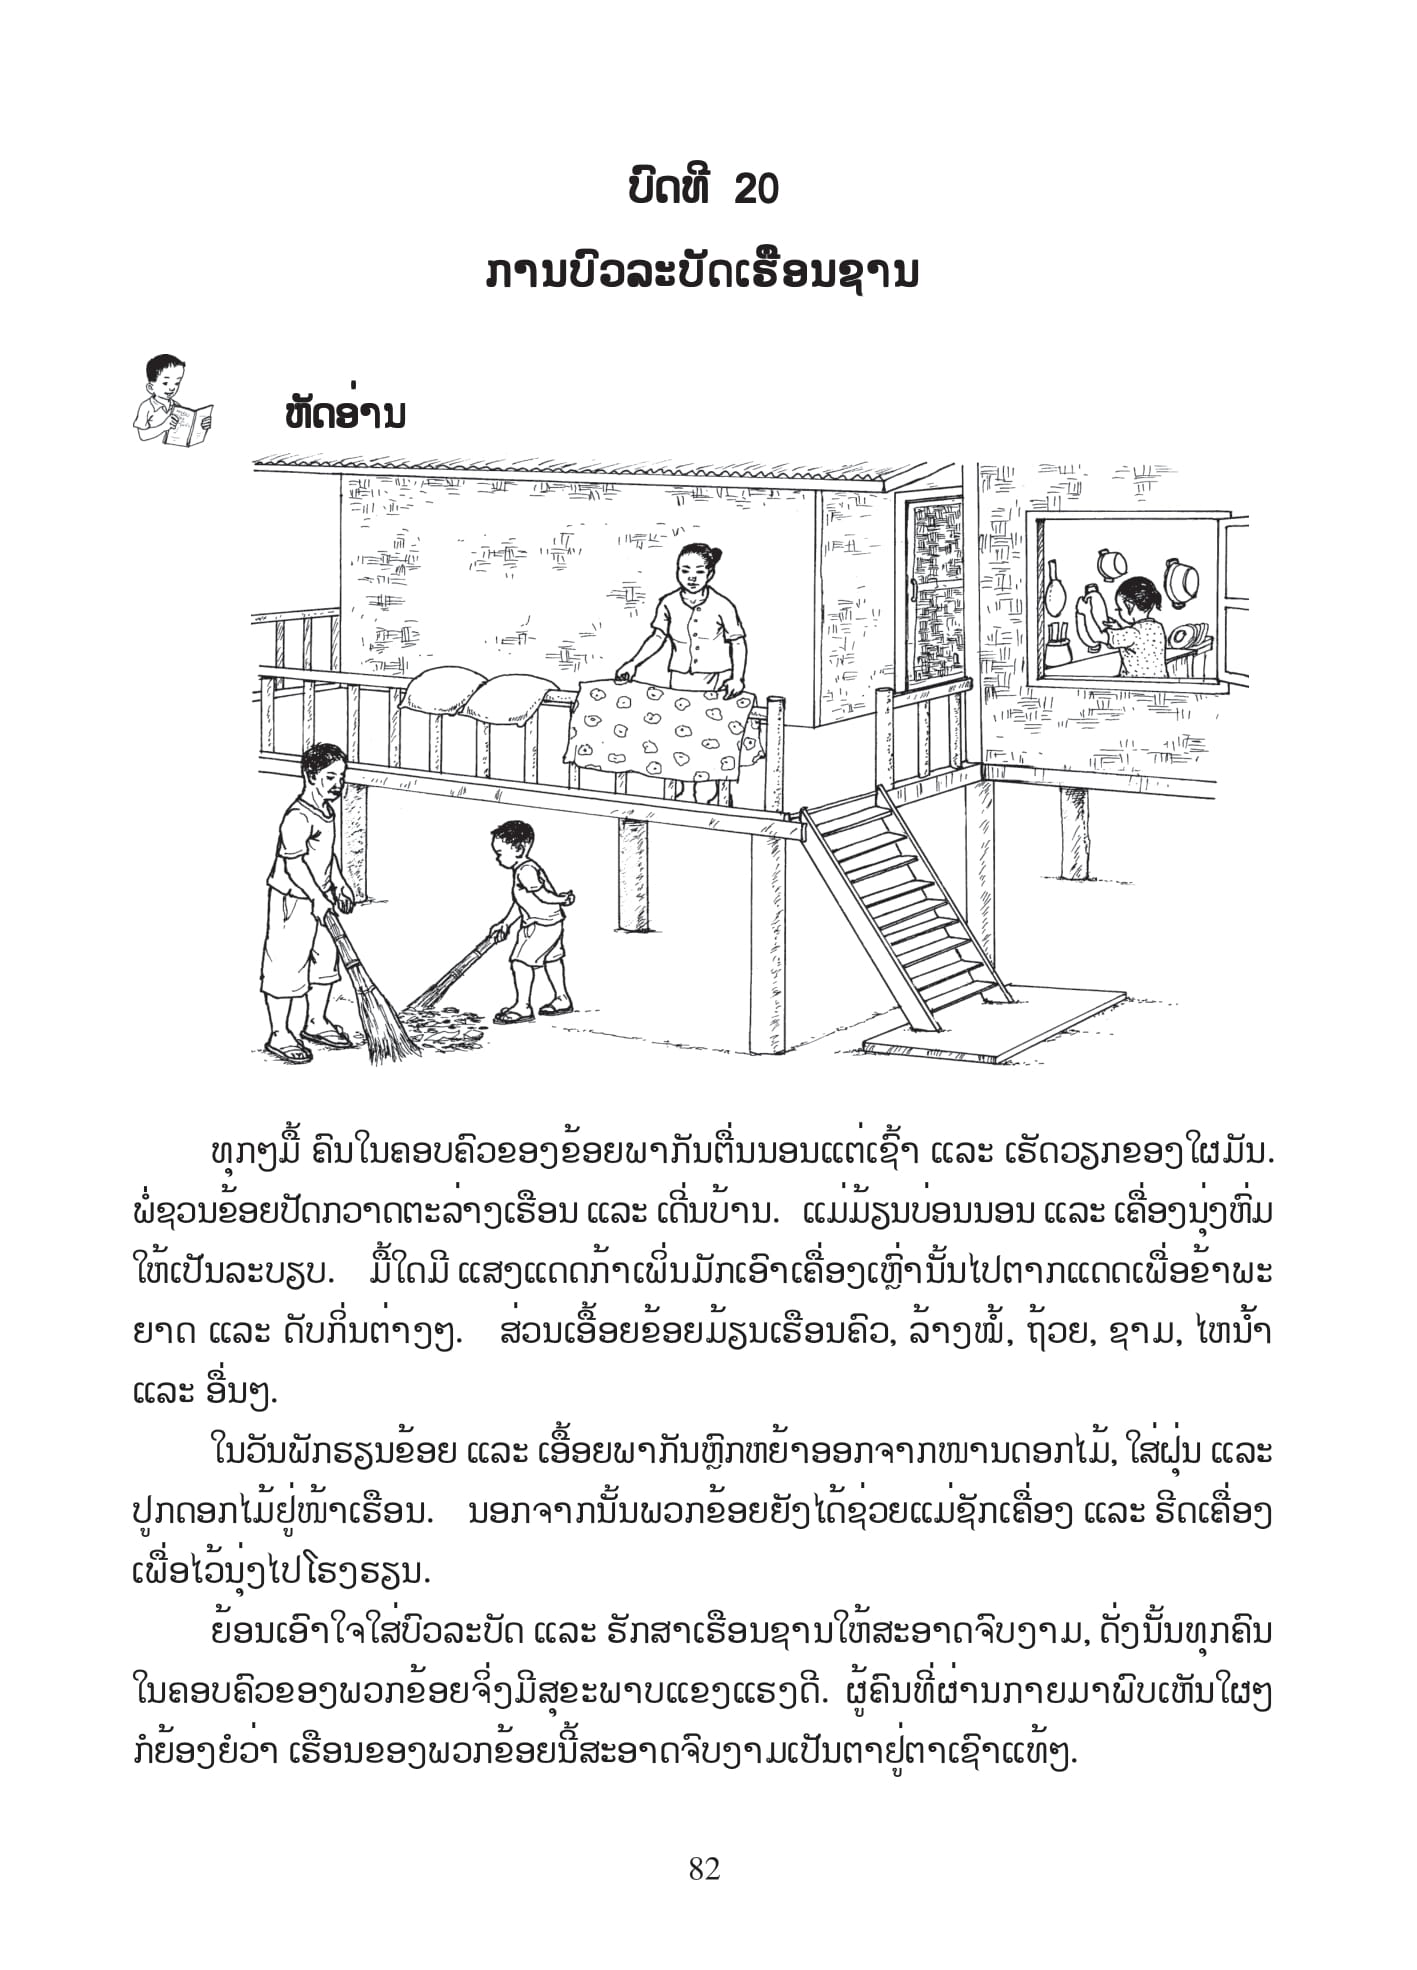 ບົດທີ 20
ການບົວລະບັດເຮືອນຊານ
ຫັດອ່ານ
ທຸກໆມື້ ຄົນໃນຄອບຄົວຂອງຂ້ອຍພາກັນຕື່ນນອນແຕ່ເຊົ້າ ແລະ ເຮັດວຽກຂອງໃຜມັນ.
ພໍ່ຊວນຂ້ອຍປັດກວາດຕະລ່າງເຮືອນ ແລະ ເດີ່ນບ້ານ. ແມ່ມ້ຽນບ່ອນນອນ ແລະ ເຄື່ອງນຸ່ງຫົ່ມ
ໃຫ້ເປັນລະບຽບ. ມື້ໃດມີ ແສງແດດກ້າເພິ່ນມັກເອົາເຄື່ອງເຫຼົ່ານັ້ນໄປຕາກແດດເພື່ອຂ້າພະ
ຍາດ ແລະ ດັບກິ່ນຕ່າງໆ. ສ່ວນເອື້ອຍຂ້ອຍມ້ຽນເຮືອນຄົວ, ລ້າງໝໍ້, ຖ້ວຍ, ຊາມ, ໄຫນ້ຳ
ແລະ ອື່ນໆ.
ໃນວັນພັກຮຽນຂ້ອຍ ແລະ ເອື້ອຍພາກັນຫຼົກຫຍ້າອອກຈາກໜານດອກໄມ້, ໃສ່ຝຸ່ນ ແລະ
ປູກດອກໄມ້ຢູ່ໜ້າເຮືອນ. ນອກຈາກນັ້ນພວກຂ້ອຍຍັງໄດ້ຊ່ວຍແມ່ຊັກເຄື່ອງ ແລະ ຮີດເຄື່ອງ
ເພື່ອໄວ້ນຸ່ງໄປໂຮງຮຽນ.
ຍ້ອນເອົາໃຈໃສ່ບົວລະບັດ ແລະ ຮັກສາເຮືອນຊານໃຫ້ສະອາດຈົບງາມ, ດັ່ງນັ້ນທຸກຄົນ
ໃນຄອບຄົວຂອງພວກຂ້ອຍຈຶ່ງມີສຸຂະພາບແຂງແຮງດີ. ຜູ້ຄົນທີ່ຜ່ານກາຍມາພົບເຫັນໃຜໆ
ກໍຍ້ອງຍໍວ່າ ເຮືອນຂອງພວກຂ້ອຍນີ້ສະອາດຈົບງາມເປັນຕາຢູ່ຕາເຊົາແທ້ໆ.
82